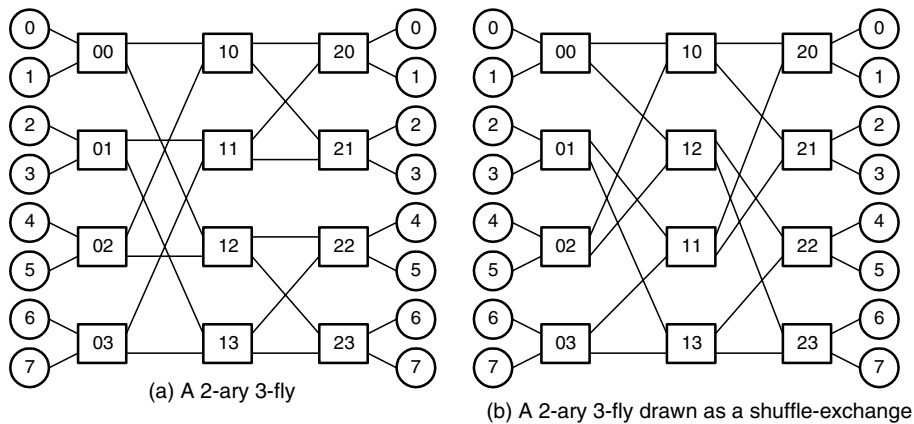 0 0 0 0
00 10 20 00 10 20
1 1 1 1
2 2 2 2
01 11 21 01 12 21
3 3 3 3
4 4 4 4
02 12 22 02 11 22
5 5 5 5
6 6 6 6
03 13 23 03 13 23
7 7 7 7
(a) A 2-ary 3-fly
(b) A 2-ary 3-fly drawn as a shuffle-exchange